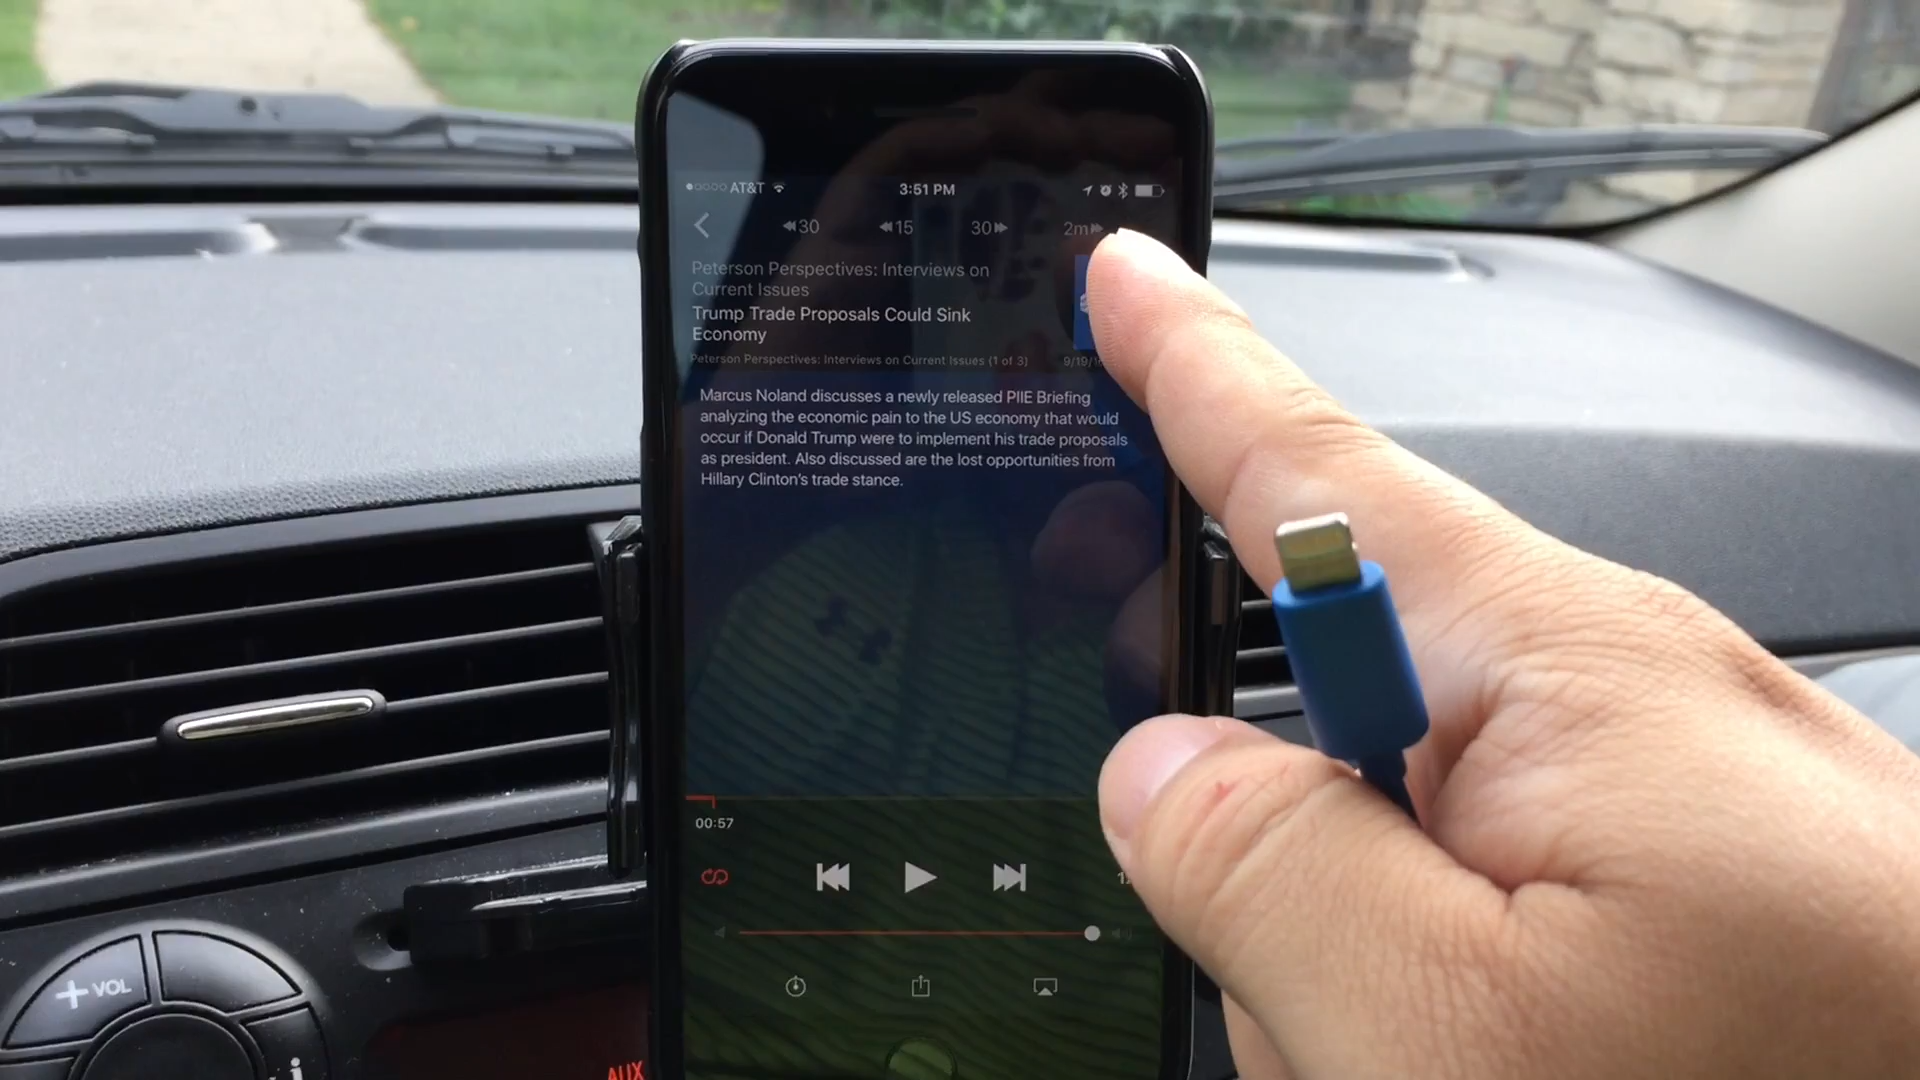 AT&T 3:51 PM
30 15 30 2m
Peterson Perspectives: Interviews on
Current Issues
Trump Trade Proposals Could Sink
Economy
Peterson Perspectives: Interviews on Current Issues (1 of 3) 9/19/
Marcus Noland discusses a newly released PIIE Briefing
analyzing the economic pain to the US economy that would
occur if Donald Trump were to implement his trade proposals
as president. Also discussed are the lost opportunities from
Hillary Clinton's trade stance.
00:57
+ VOL
i
AUX